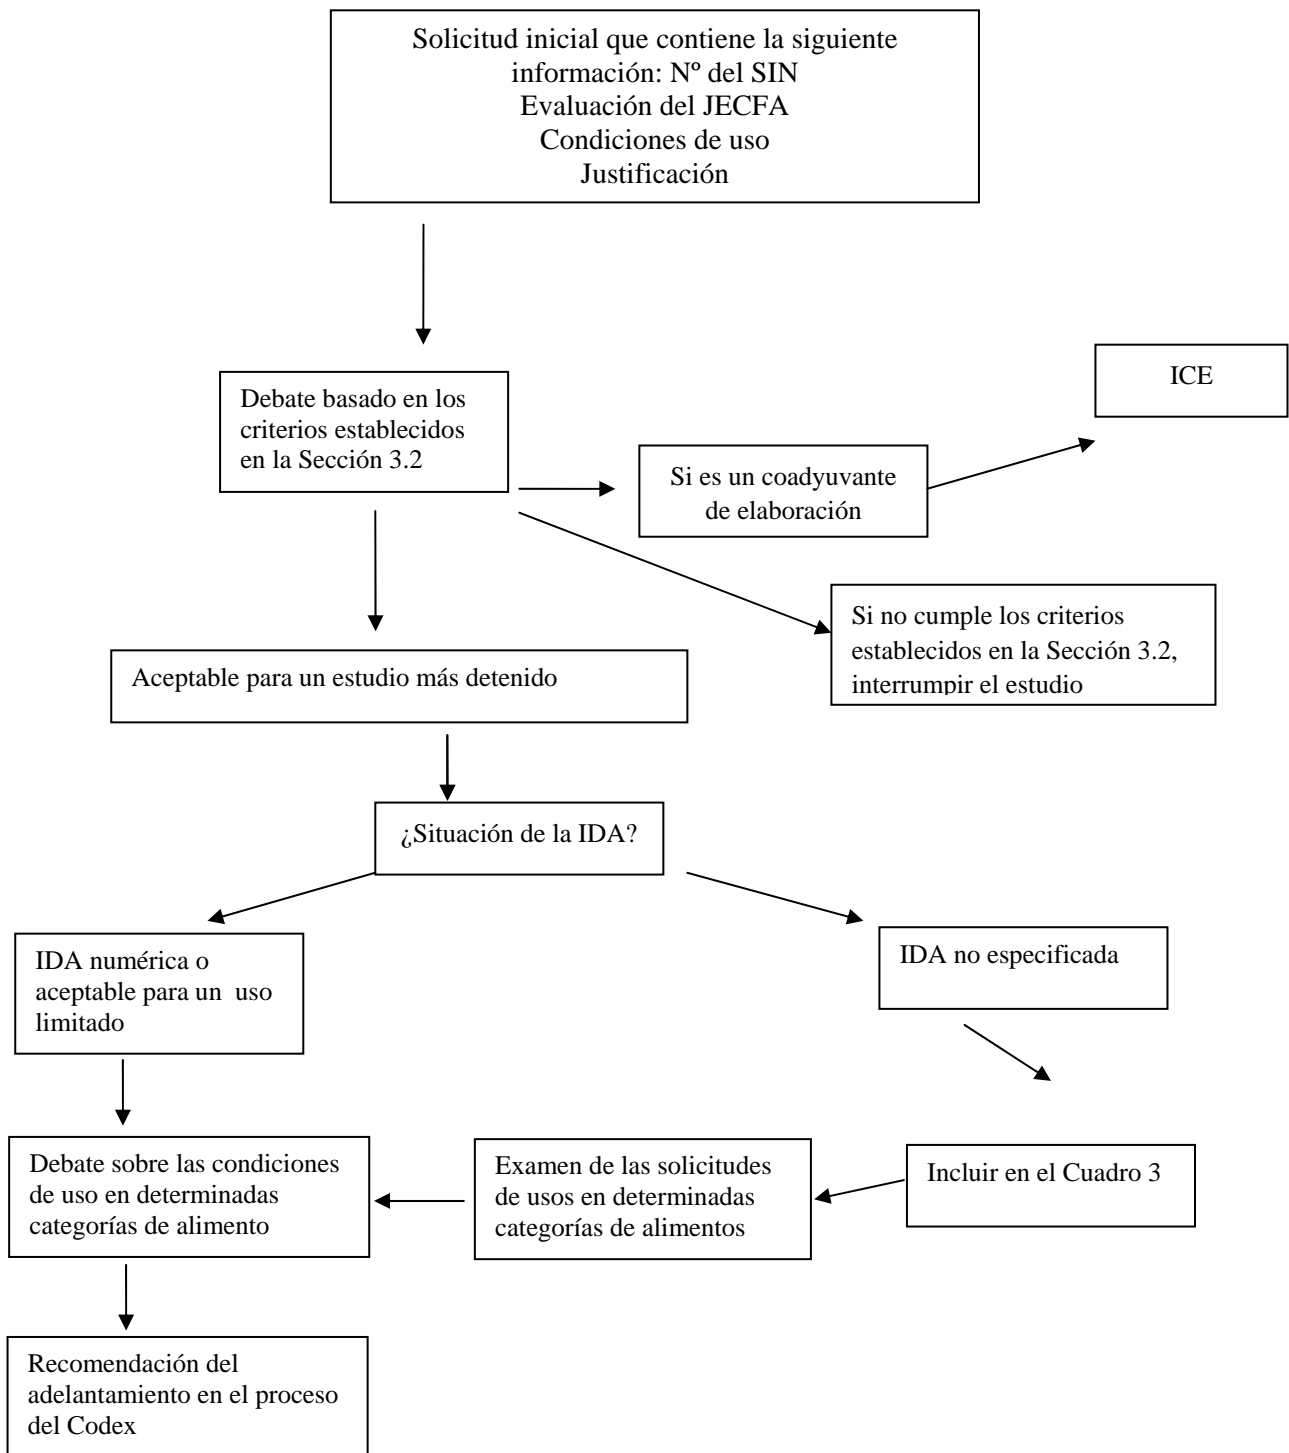 Solicitud inicial que contiene la siguiente
información: Nº del SIN
Evaluación del JECFA
Condiciones de uso
Justificación
ICE
Debate basado en los
criterios establecidos
en la Sección 3.2
Si es un coadyuvante
de elaboración
Si no cumple los criterios
establecidos en la Sección 3.2,
interrumpir el estudio
Aceptable para un estudio más detenido
¿Situación de la IDA?
IDA numérica o
aceptable para un uso
limitado
IDA no especificada
Debate sobre las condiciones
de uso en determinadas
categorías de alimento
Examen de las solicitudes
de usos en determinadas
categorías de alimentos
Incluir en el Cuadro 3
Recomendación del
adelantamiento en el proceso
del Codex